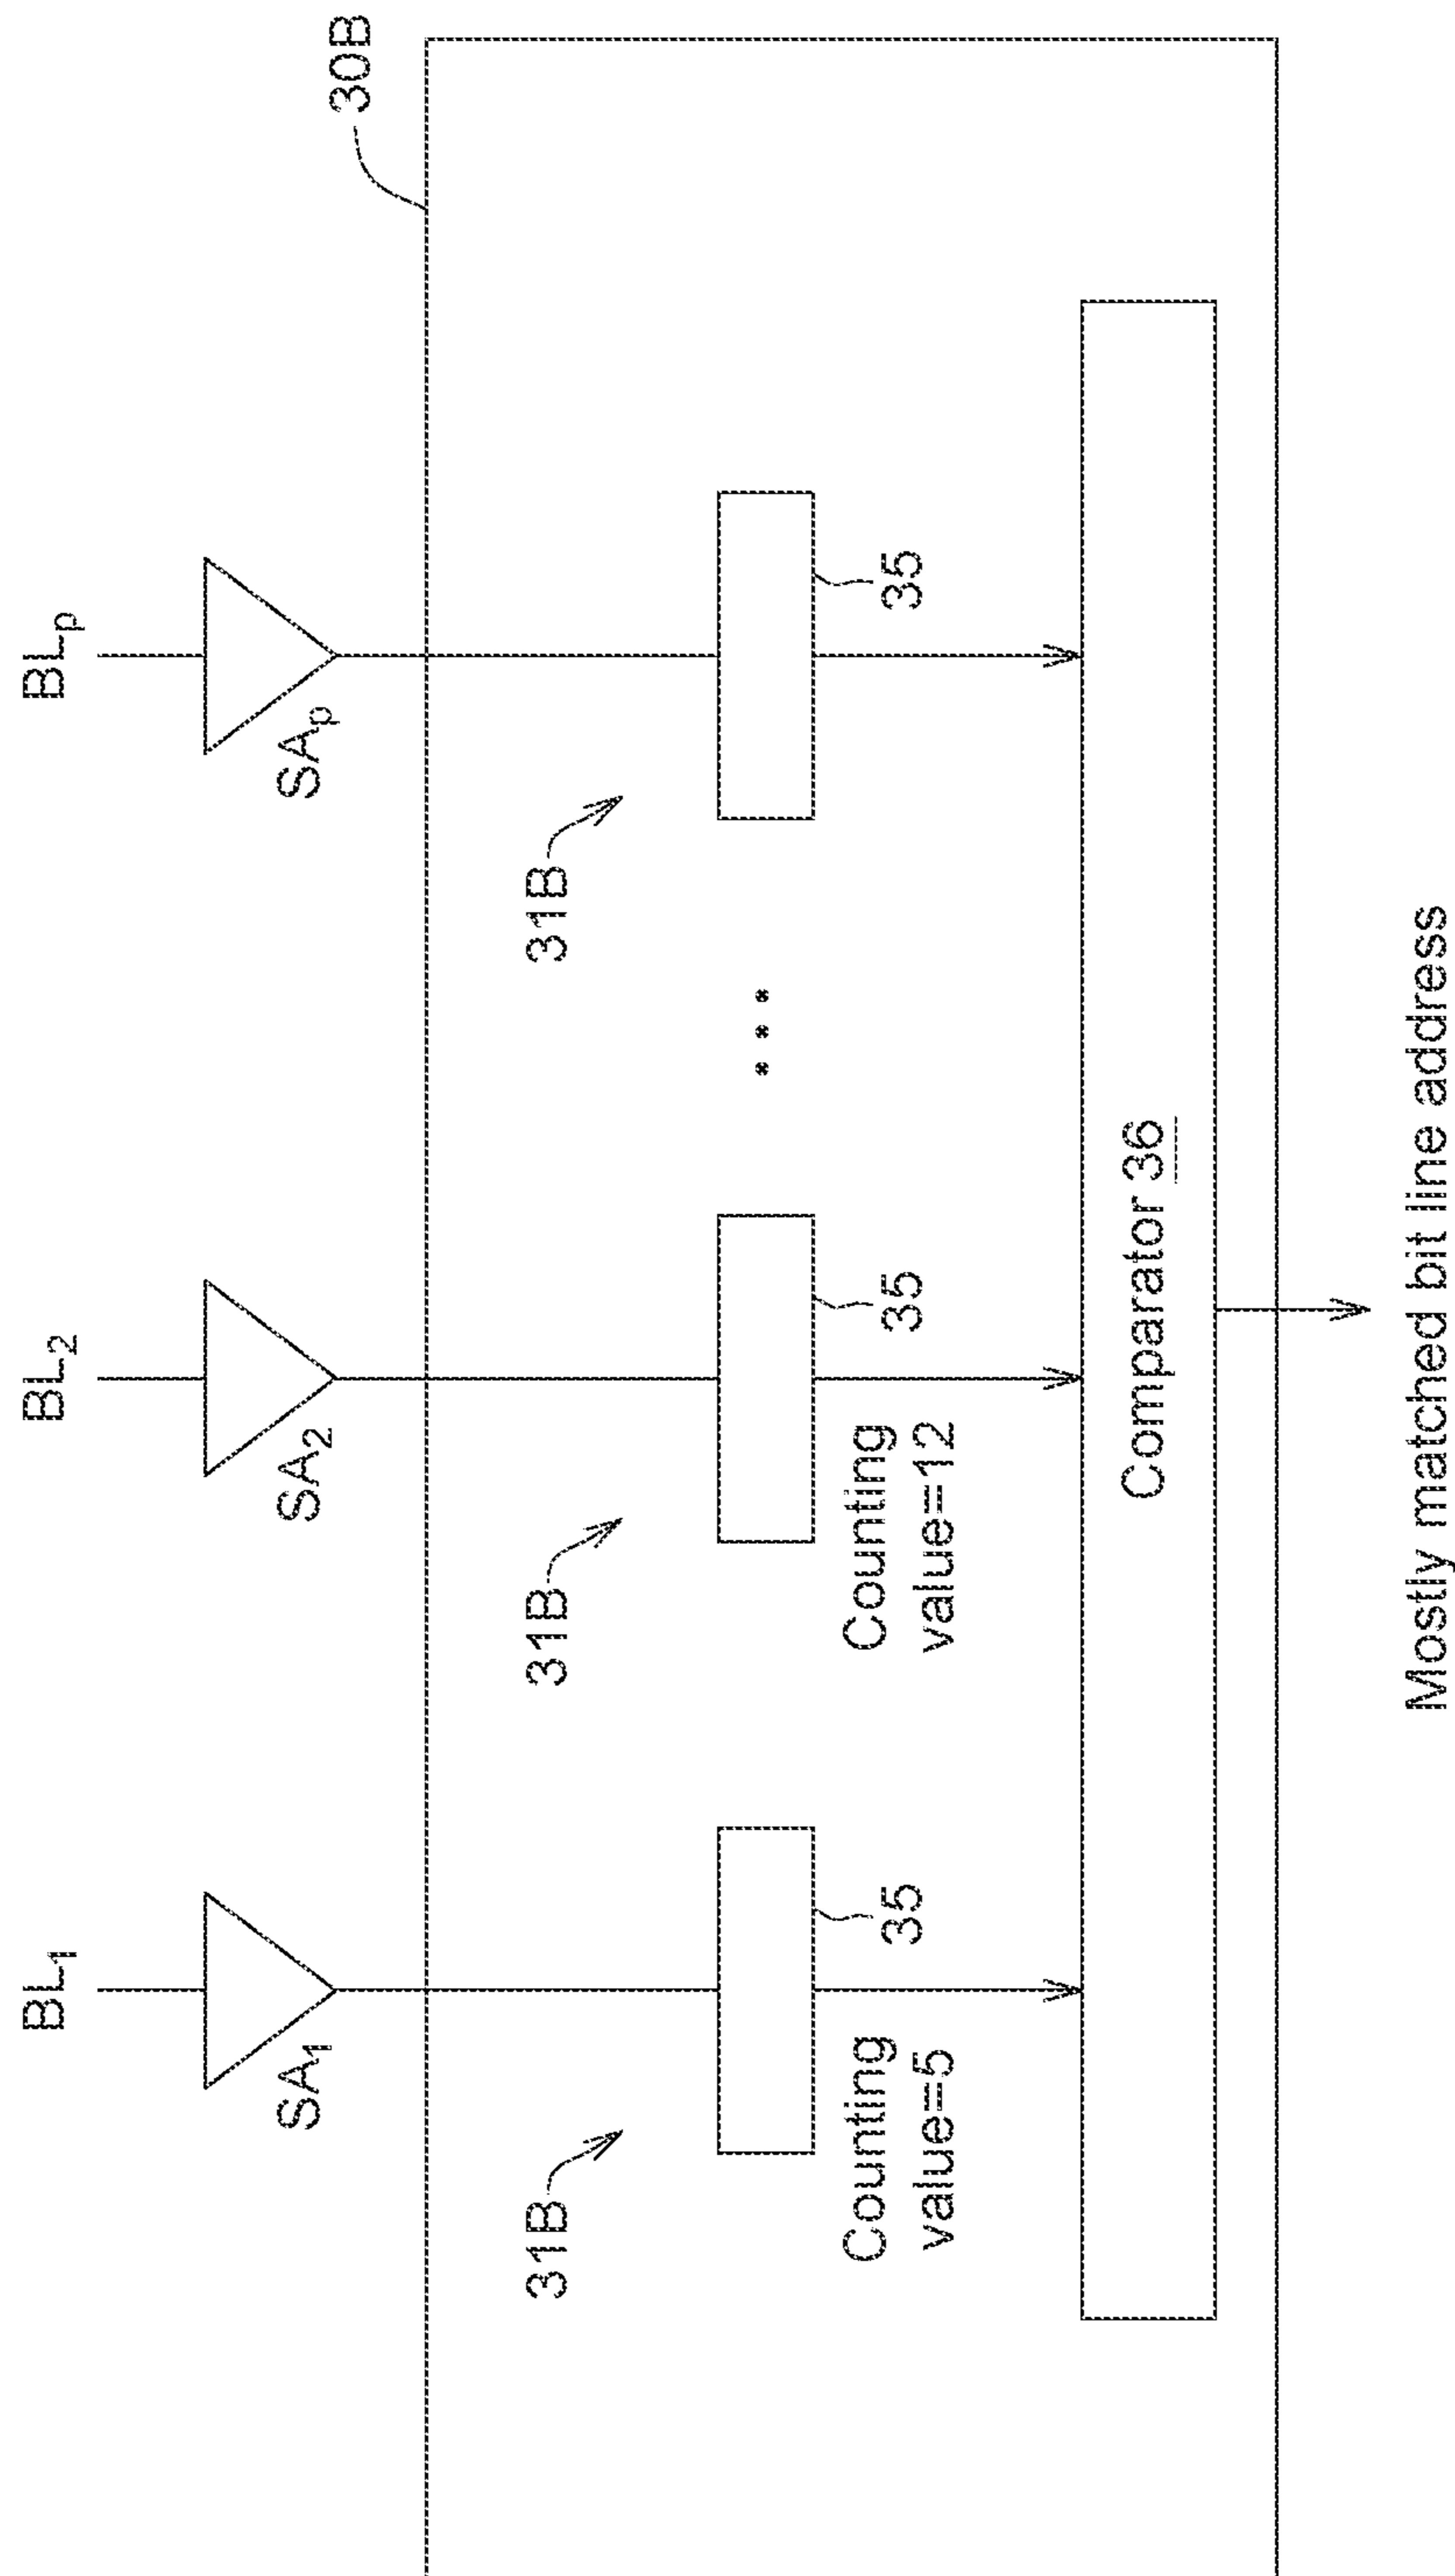 30B
BL₁
BL₂
BLₚ
SA₁
SA₂
SAₚ
31B
31B
31B
35
35
35
Counting
value=5
Counting
value=12
Comparator 36
Mostly matched bit line address